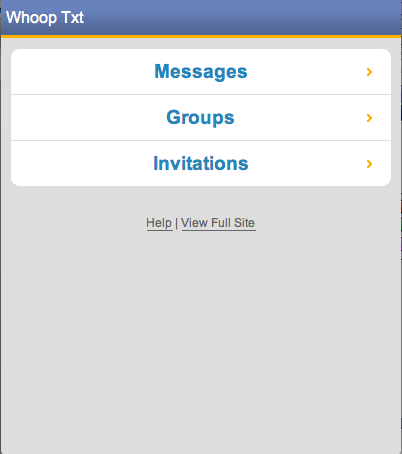 Whoop Txt
Messages
Groups
Invitations
Help | View Full Site